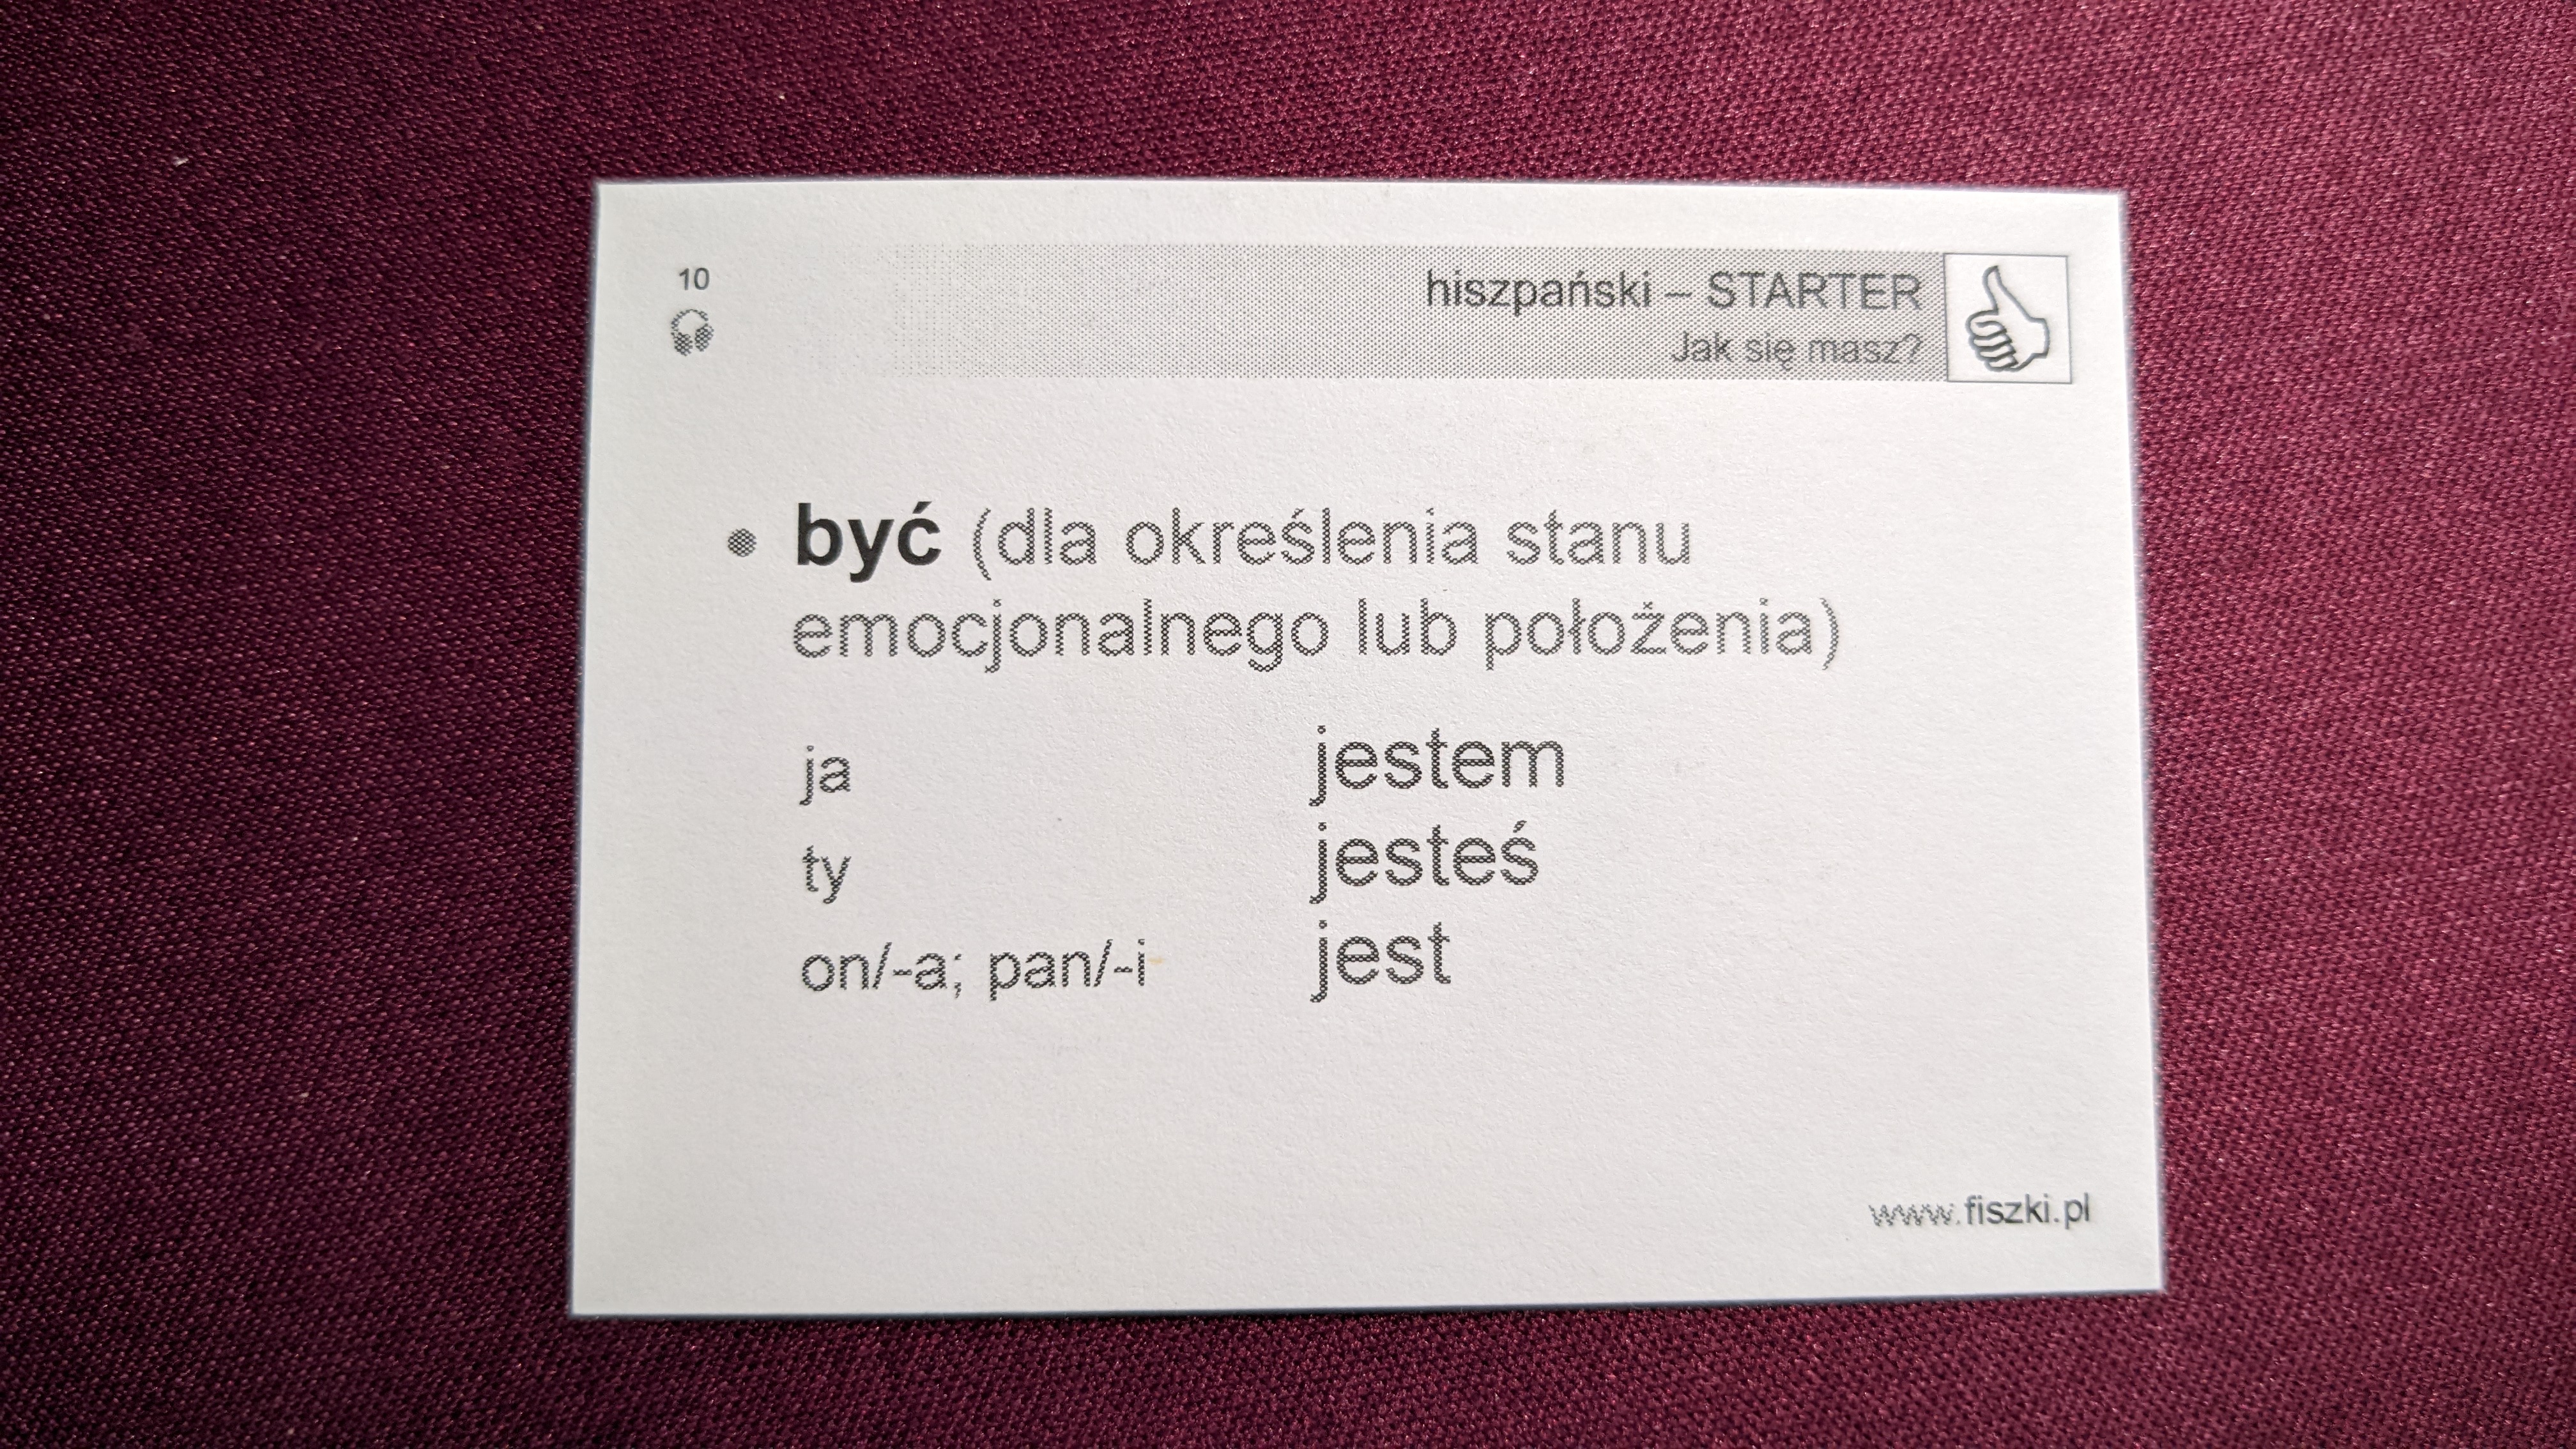 10
hiszpański – STARTER
Jak się masz?
• być (dla określenia stanu
emocjonalnego lub położenia)
ja jestem
ty jesteś
on/-a; pan/-i jest
www.fiszki.pl